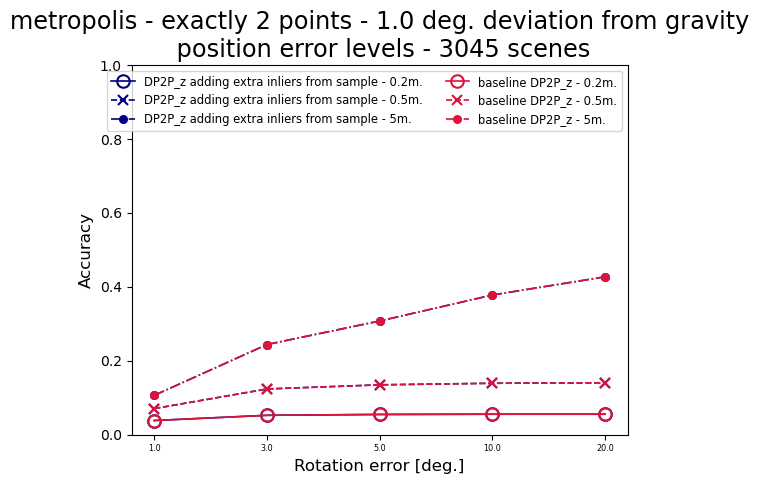 metropolis - exactly 2 points - 1.0 deg. deviation from gravity
position error levels - 3045 scenes
DP2P_z adding extra inliers from sample - 0.2m.
DP2P_z adding extra inliers from sample - 0.5m.
DP2P_z adding extra inliers from sample - 5m.
baseline DP2P_z - 0.2m.
baseline DP2P_z - 0.5m.
baseline DP2P_z - 5m.
1.0
0.8
0.6
0.4
0.2
0.0
Accuracy
1.0
3.0
5.0
10.0
20.0
Rotation error [deg.]